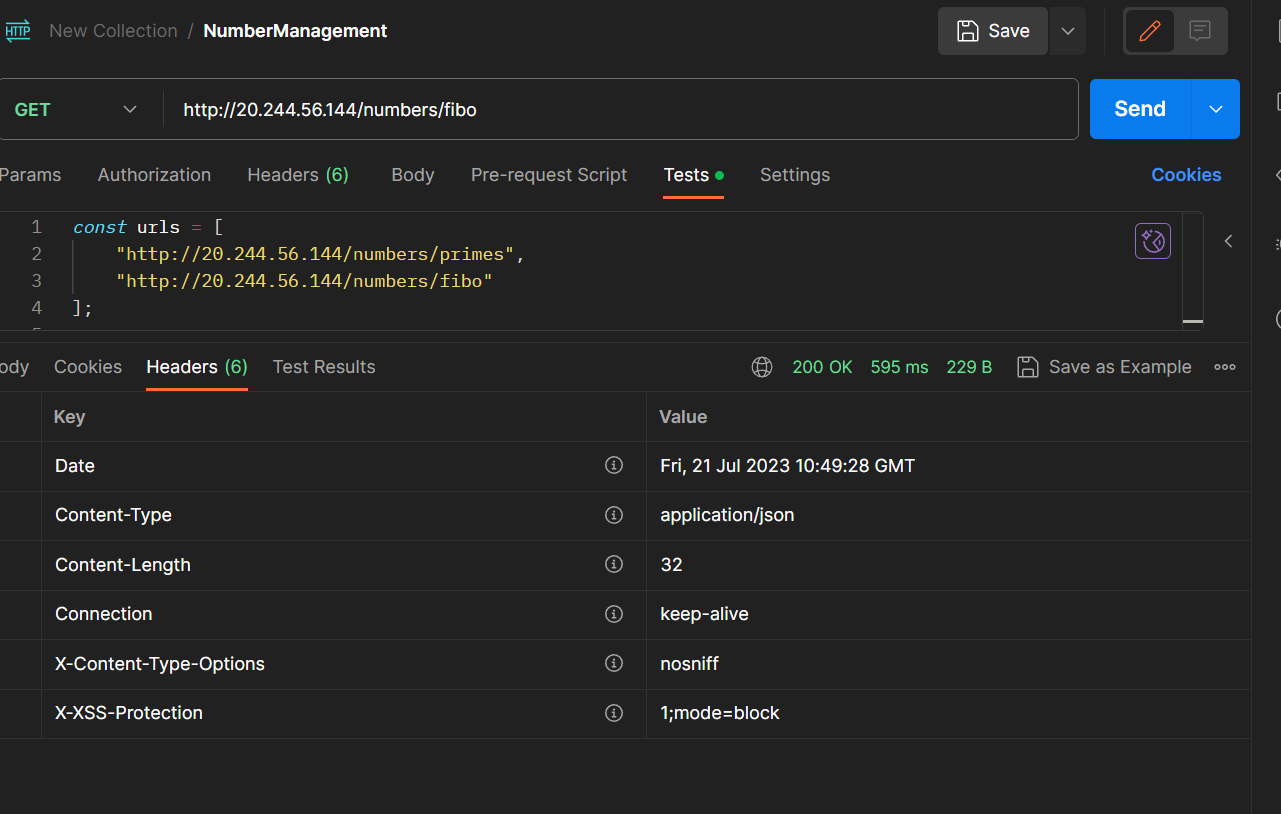 HTTP New Collection / NumberManagement Save
GET http://20.244.56.144/numbers/fibo Send
Params Authorization Headers (6) Body Pre-request Script Tests Settings Cookies
1 const urls = [
2 "http://20.244.56.144/numbers/primes",
3 "http://20.244.56.144/numbers/fibo"
4 ];
ody Cookies Headers (6) Test Results 200 OK 595 ms 229 B Save as Example
Key Value
Date Fri, 21 Jul 2023 10:49:28 GMT
Content-Type application/json
Content-Length 32
Connection keep-alive
X-Content-Type-Options nosniff
X-XSS-Protection 1;mode=block